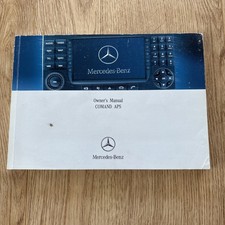 Mercedes-Benz
Owner's Manual
COMAND APS
Mercedes-Benz